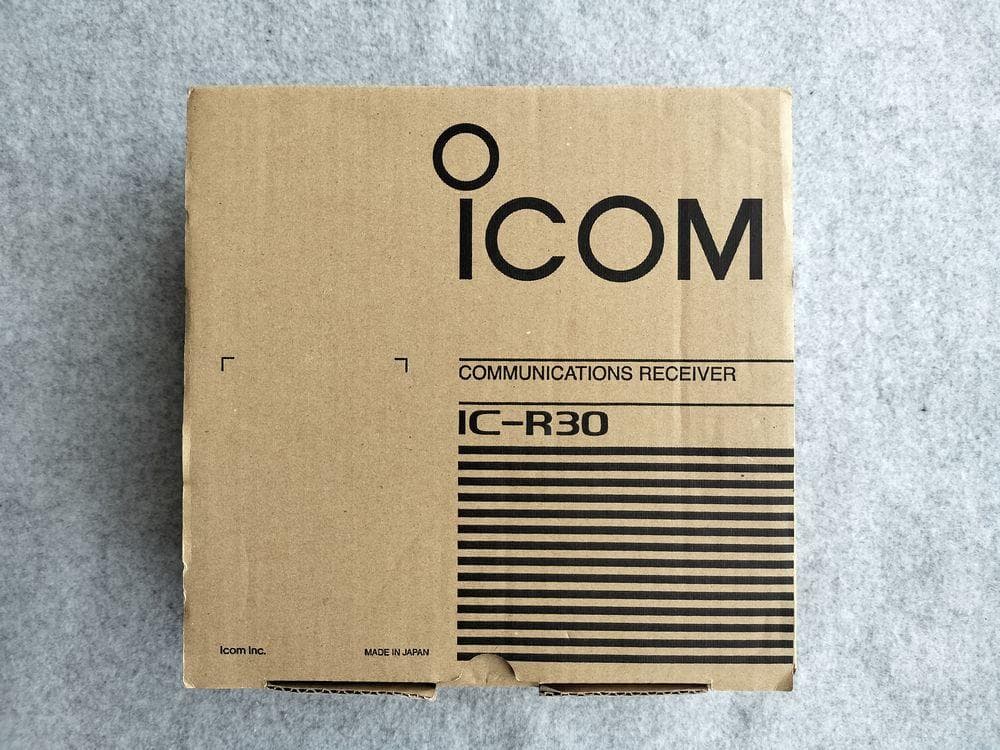 ICOM
COMMUNICATIONS RECEIVER
IC-R30
Icom Inc.
MADE IN JAPAN